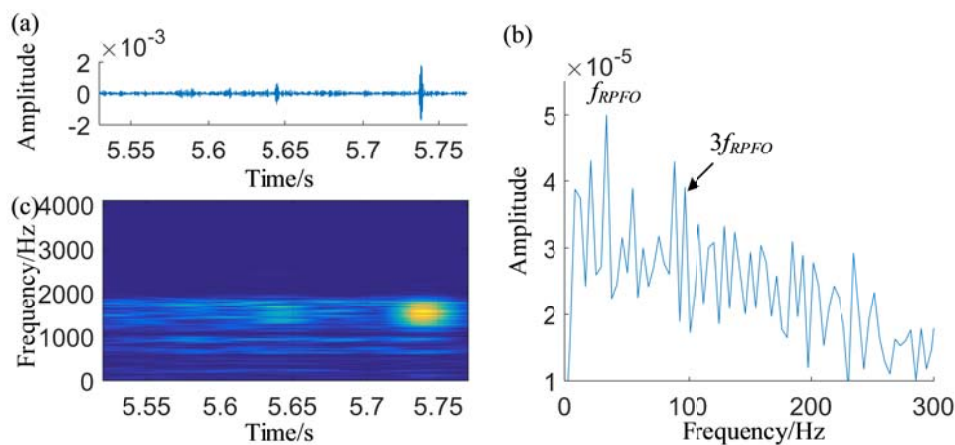 (a)
×10⁻³
Amplitude
2
0
-2
5.55 5.6 5.65 5.7 5.75
Time/s
(c)
Frequency/Hz
4000
3000
2000
1000
0
5.55 5.6 5.65 5.7 5.75
Time/s
(b)
×10⁻⁵
f_RPFO
3f_RPFO
Amplitude
5
4
3
2
1
0 100 200 300
Frequency/Hz